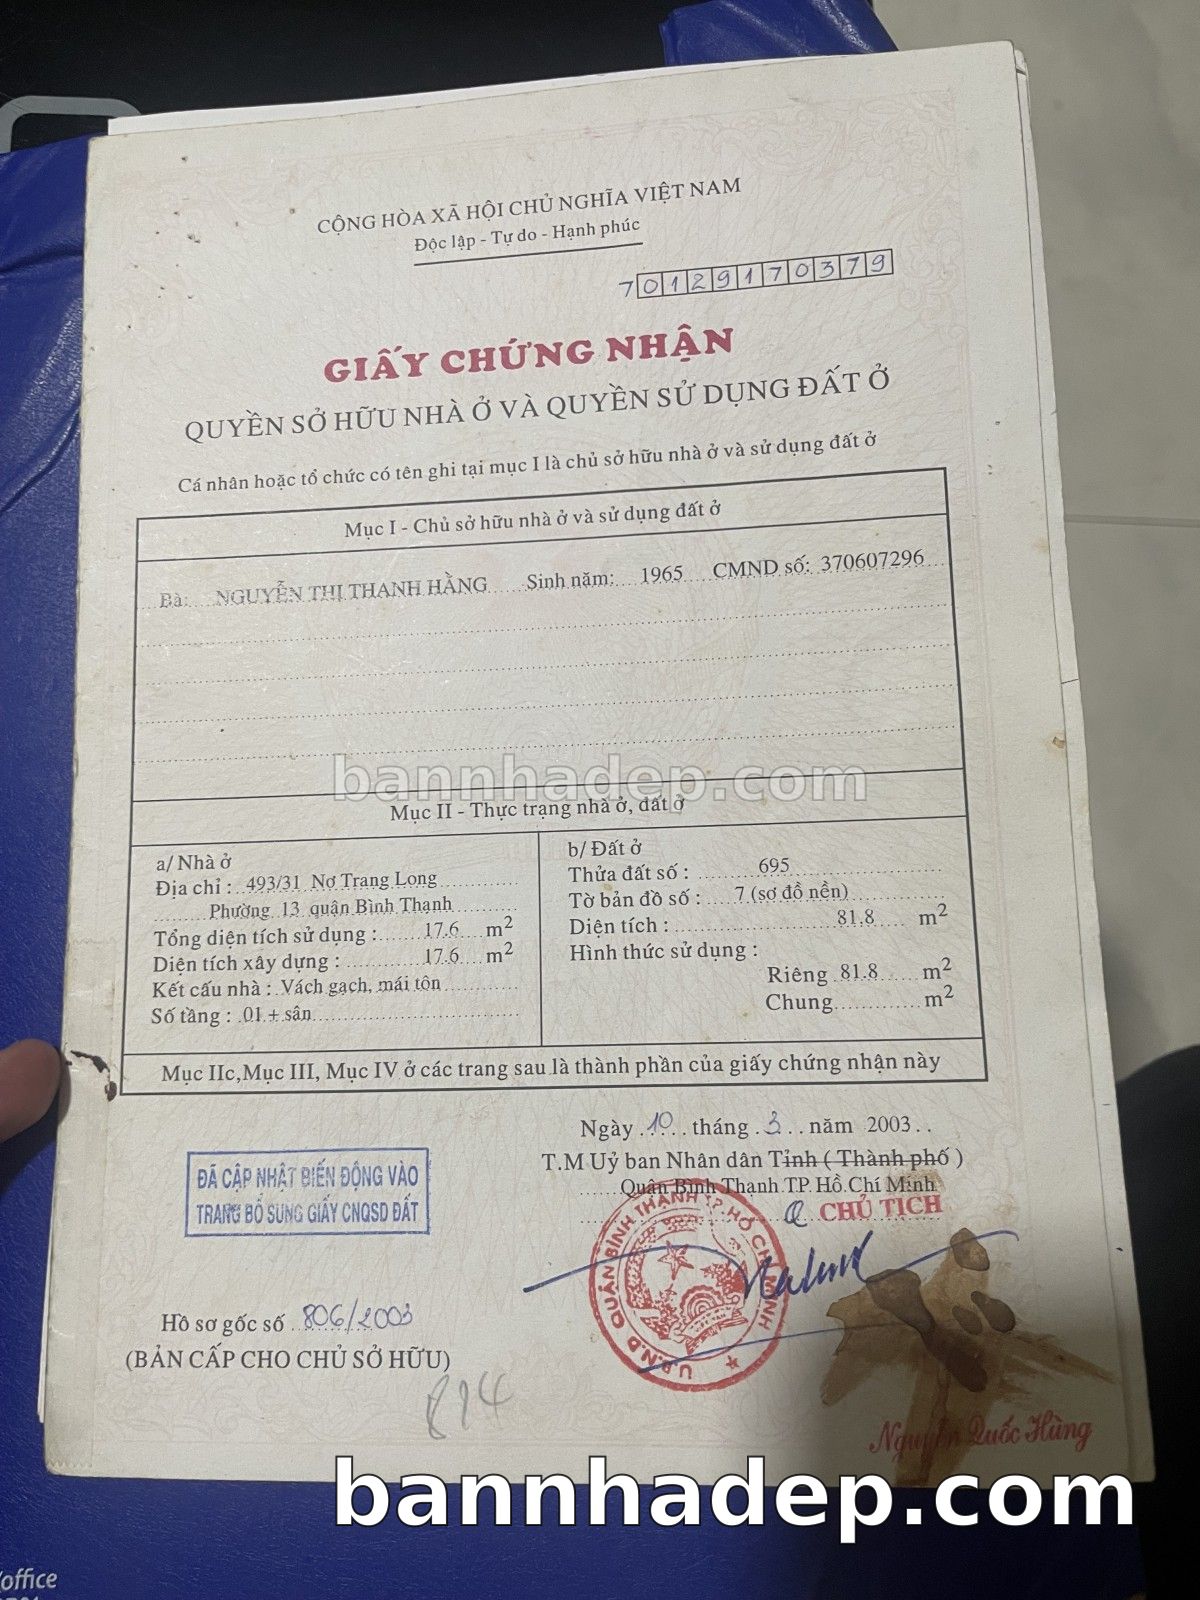 CỘNG HÒA XÃ HỘI CHỦ NGHĨA VIỆT NAM
Độc lập - Tự do - Hạnh phúc
70129170379
GIẤY CHỨNG NHẬN
QUYỀN SỞ HỮU NHÀ Ở VÀ QUYỀN SỬ DỤNG ĐẤT Ở
Cá nhân hoặc tổ chức có tên ghi tại mục I là chủ sở hữu nhà ở và sử dụng đất ở
Mục I - Chủ sở hữu nhà ở và sử dụng đất ở
Bà: NGUYỄN THỊ THANH HẰNG Sinh năm: 1965 CMND số: 370607296
bannhadep.com
Mục II - Thực trạng nhà ở, đất ở
a/ Nhà ở
Địa chỉ : 493/31 Nơ Trang Long
Phường 13 quận Bình Thạnh
Tổng diện tích sử dụng : 17.6 m2
Diện tích xây dựng : 17.6 m2
Kết cấu nhà : Vách gạch, mái tôn
Số tầng : 01 + sân
b/ Đất ở
Thửa đất số : 695
Tờ bản đồ số : 7 (sơ đồ nền)
Diện tích : 81.8 m2
Hình thức sử dụng :
Riêng 81.8 m2
Chung m2
Mục IIc,Mục III, Mục IV ở các trang sau là thành phần của giấy chứng nhận này
Ngày 10 tháng 3 năm 2003
T.M Uỷ ban Nhân dân Tỉnh ( Thành phố )
Quận Bình Thạnh TP. Hồ Chí Minh
CHỦ TỊCH
ĐÃ CẬP NHẬT BIẾN ĐỘNG VÀO
TRANG BỔ SUNG GIẤY CNQSD ĐẤT
U.B.N.D QUẬN BÌNH THẠNH T.P HỒ CHÍ MINH
Hồ sơ gốc số 806/2003
(BẢN CẤP CHO CHỦ SỞ HỮU)
Nguyễn Quốc Hùng
bannhadep.com
office